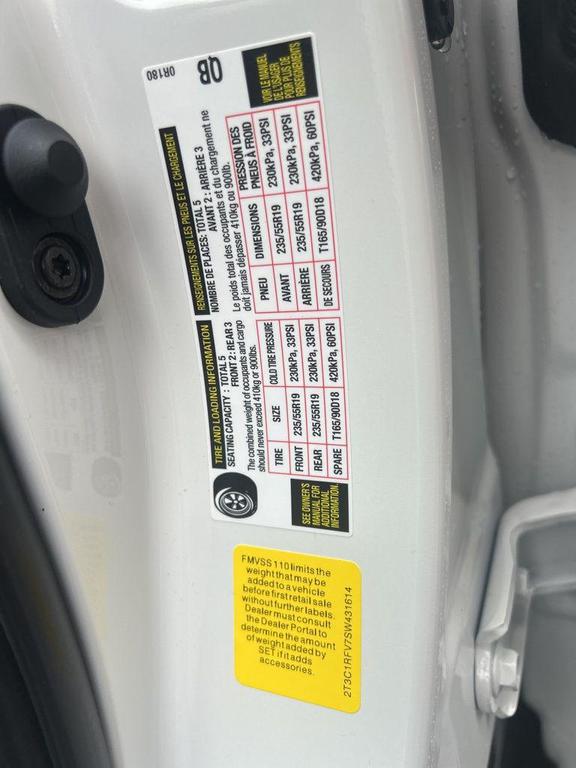 TIRE AND LOADING INFORMATION
SEATING CAPACITY : TOTAL 5
FRONT 2 : REAR 3
The combined weight of occupants and cargo
should never exceed 410kg or 900lbs.
TIRE SIZE COLD TIRE PRESSURE
FRONT 235/55R19 230kPa, 33PSI
REAR 235/55R19 230kPa, 33PSI
SPARE T165/90D18 420kPa, 60PSI
SEE OWNER'S
MANUAL FOR
ADDITIONAL
INFORMATION.
RENSEIGNEMENTS SUR LES PNEUS ET LE CHARGEMENT
NOMBRE DE PLACES: TOTAL 5
AVANT 2 : ARRIÈRE 3
Le poids total des occupants et du chargement ne
doit jamais dépasser 410kg ou 900lb.
PNEU DIMENSIONS PRESSION DES
PNEUS À FROID
AVANT 235/55R19 230kPa, 33PSI
ARRIÈRE 235/55R19 230kPa, 33PSI
DE SECOURS T165/90D18 420kPa, 60PSI
VOIR LE MANUEL
DE L'USAGER
POUR PLUS DE
RENSEIGNEMENTS
0R180
QB
FMVSS 110 limits the
weight that may be
added to a vehicle
before first retail sale
without further labels.
Dealer must consult
the Dealer Portal to
determine the amount
of weight added by
SET if it adds
accessories.
2T3C1RFV7SW431614